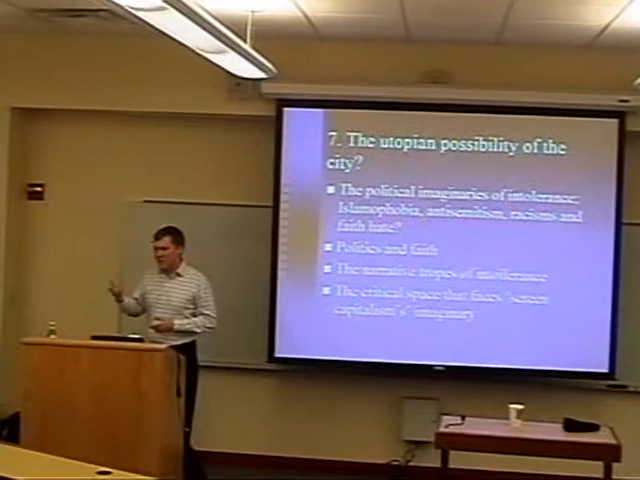 7. The utopian possibility of the
city?
The political imaginaries of intolerance;
Islamophobia, antisemitism, racisms and
faith hate?
Politics and faith
The narrative tropes of intolerance
The critical space that faces 'screen
capitalism's' imaginary